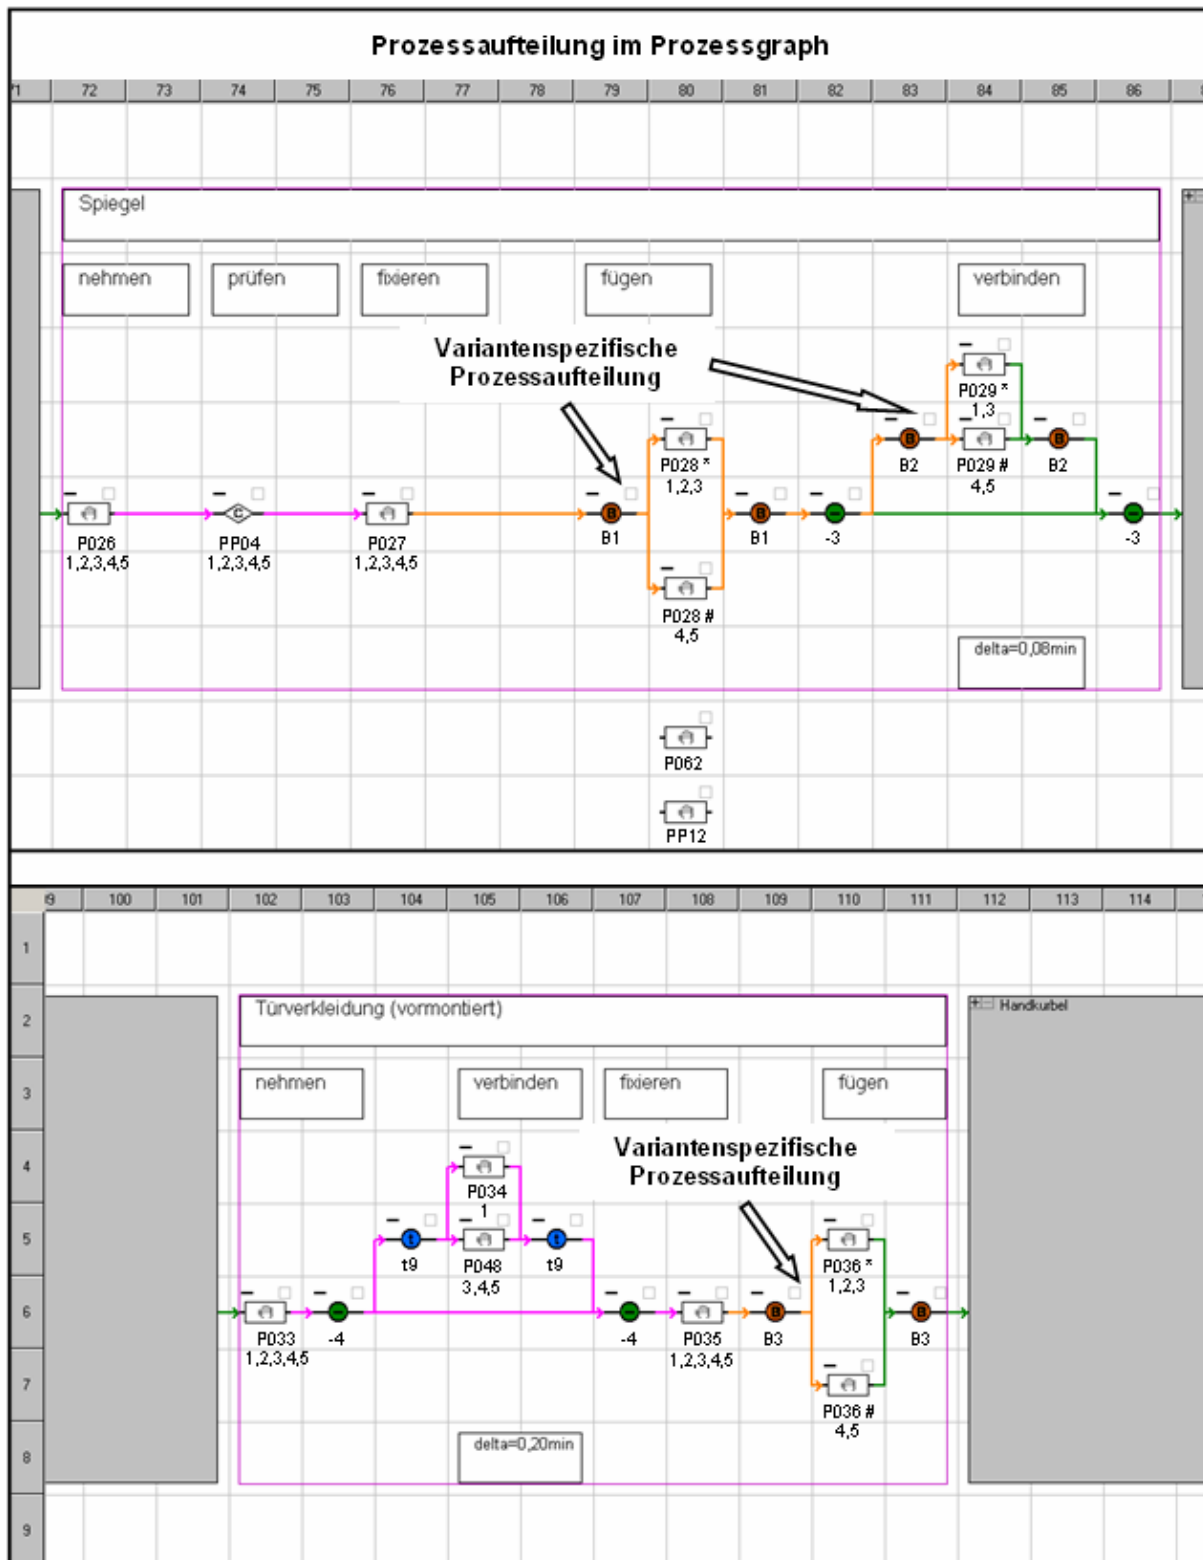 Prozessaufteilung im Prozessgraph
71 72 73 74 75 76 77 78 79 80 81 82 83 84 85 86
Spiegel
nehmen prüfen fixieren fügen verbinden
Variantenspezifische
Prozessaufteilung
P029 *
1,3
P028 *
1,2,3
B2
P029 #
4,5
B2
P026
1,2,3,4,5
C
PP04
1,2,3,4,5
P027
1,2,3,4,5
B1
B1
-3
-3
P028 #
4,5
delta=0,08min
P062
PP12
99 100 101 102 103 104 105 106 107 108 109 110 111 112 113 114
1
2
Türverkleidung (vormontiert)
Handkurbel
3
nehmen verbinden fixieren fügen
Variantenspezifische
Prozessaufteilung
4
P034
1
5
t9
P048
3,4,5
t9
P036 *
1,2,3
6
P033
1,2,3,4,5
-4
-4
P035
1,2,3,4,5
B3
B3
7
P036 #
4,5
8
delta=0,20min
9